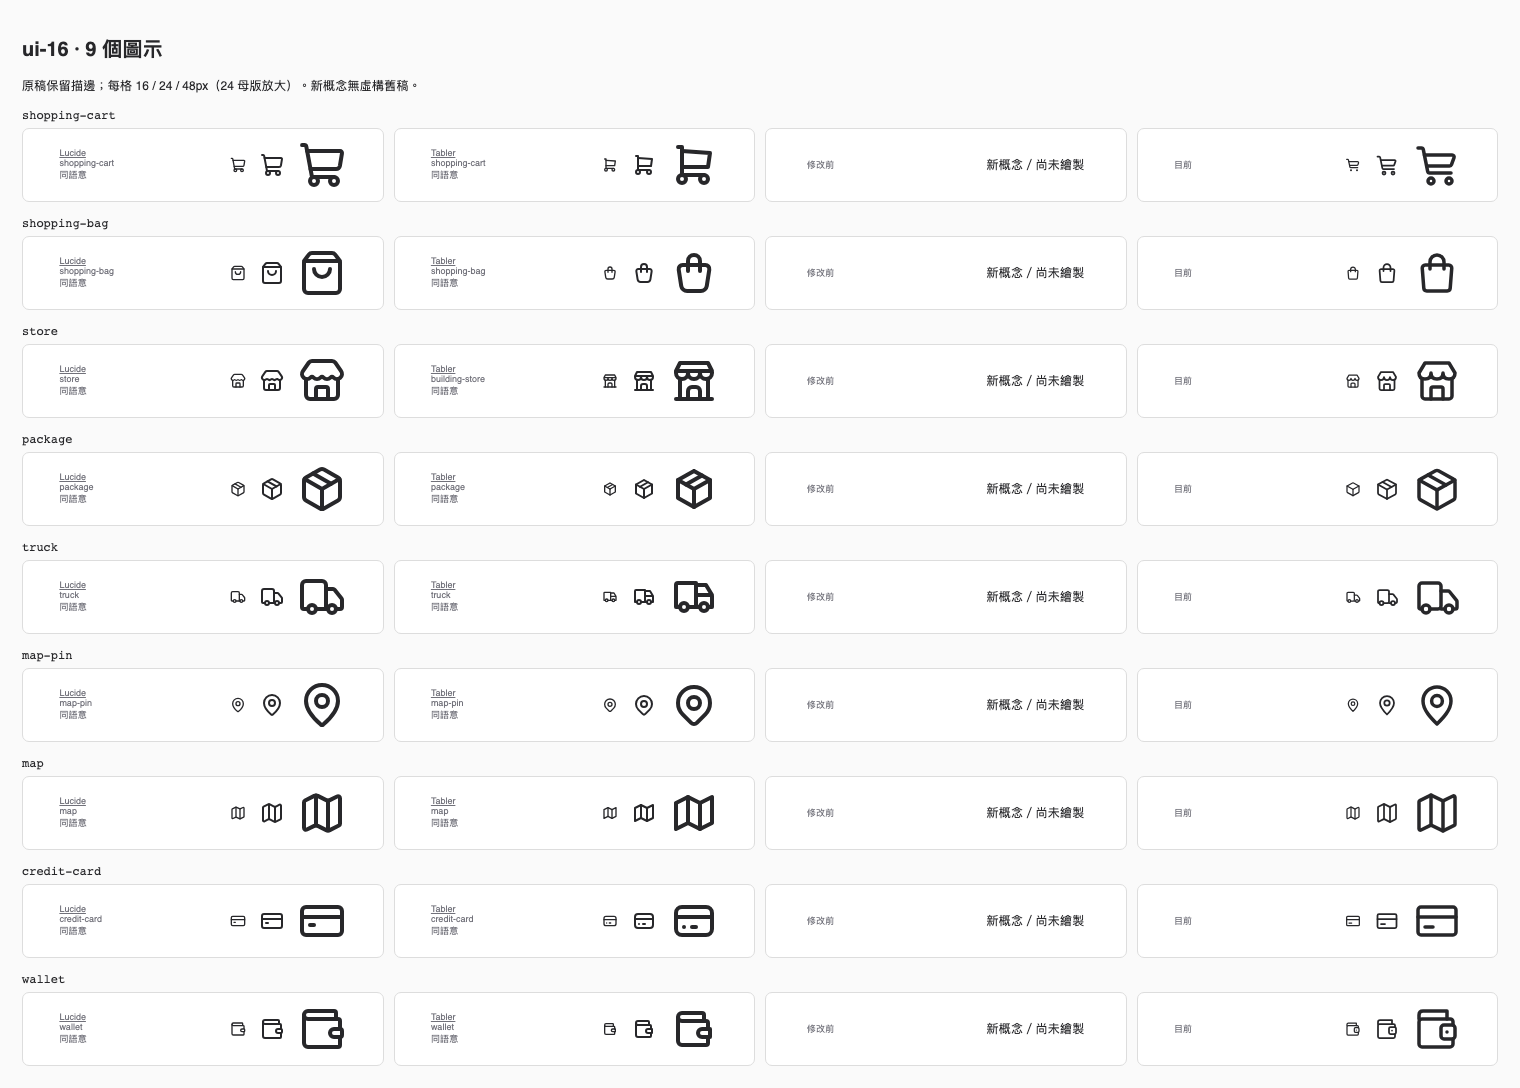 ui-16 · 9 個圖示
原稿保留描邊；每格 16 / 24 / 48px（24 母版放大）。新概念無虛構舊稿。
shopping-cart
Lucide
shopping-cart
同語意
Tabler
shopping-cart
同語意
修改前
新概念 / 尚未繪製
目前
shopping-bag
Lucide
shopping-bag
同語意
Tabler
shopping-bag
同語意
修改前
新概念 / 尚未繪製
目前
store
Lucide
store
同語意
Tabler
building-store
同語意
修改前
新概念 / 尚未繪製
目前
package
Lucide
package
同語意
Tabler
package
同語意
修改前
新概念 / 尚未繪製
目前
truck
Lucide
truck
同語意
Tabler
truck
同語意
修改前
新概念 / 尚未繪製
目前
map-pin
Lucide
map-pin
同語意
Tabler
map-pin
同語意
修改前
新概念 / 尚未繪製
目前
map
Lucide
map
同語意
Tabler
map
同語意
修改前
新概念 / 尚未繪製
目前
credit-card
Lucide
credit-card
同語意
Tabler
credit-card
同語意
修改前
新概念 / 尚未繪製
目前
wallet
Lucide
wallet
同語意
Tabler
wallet
同語意
修改前
新概念 / 尚未繪製
目前